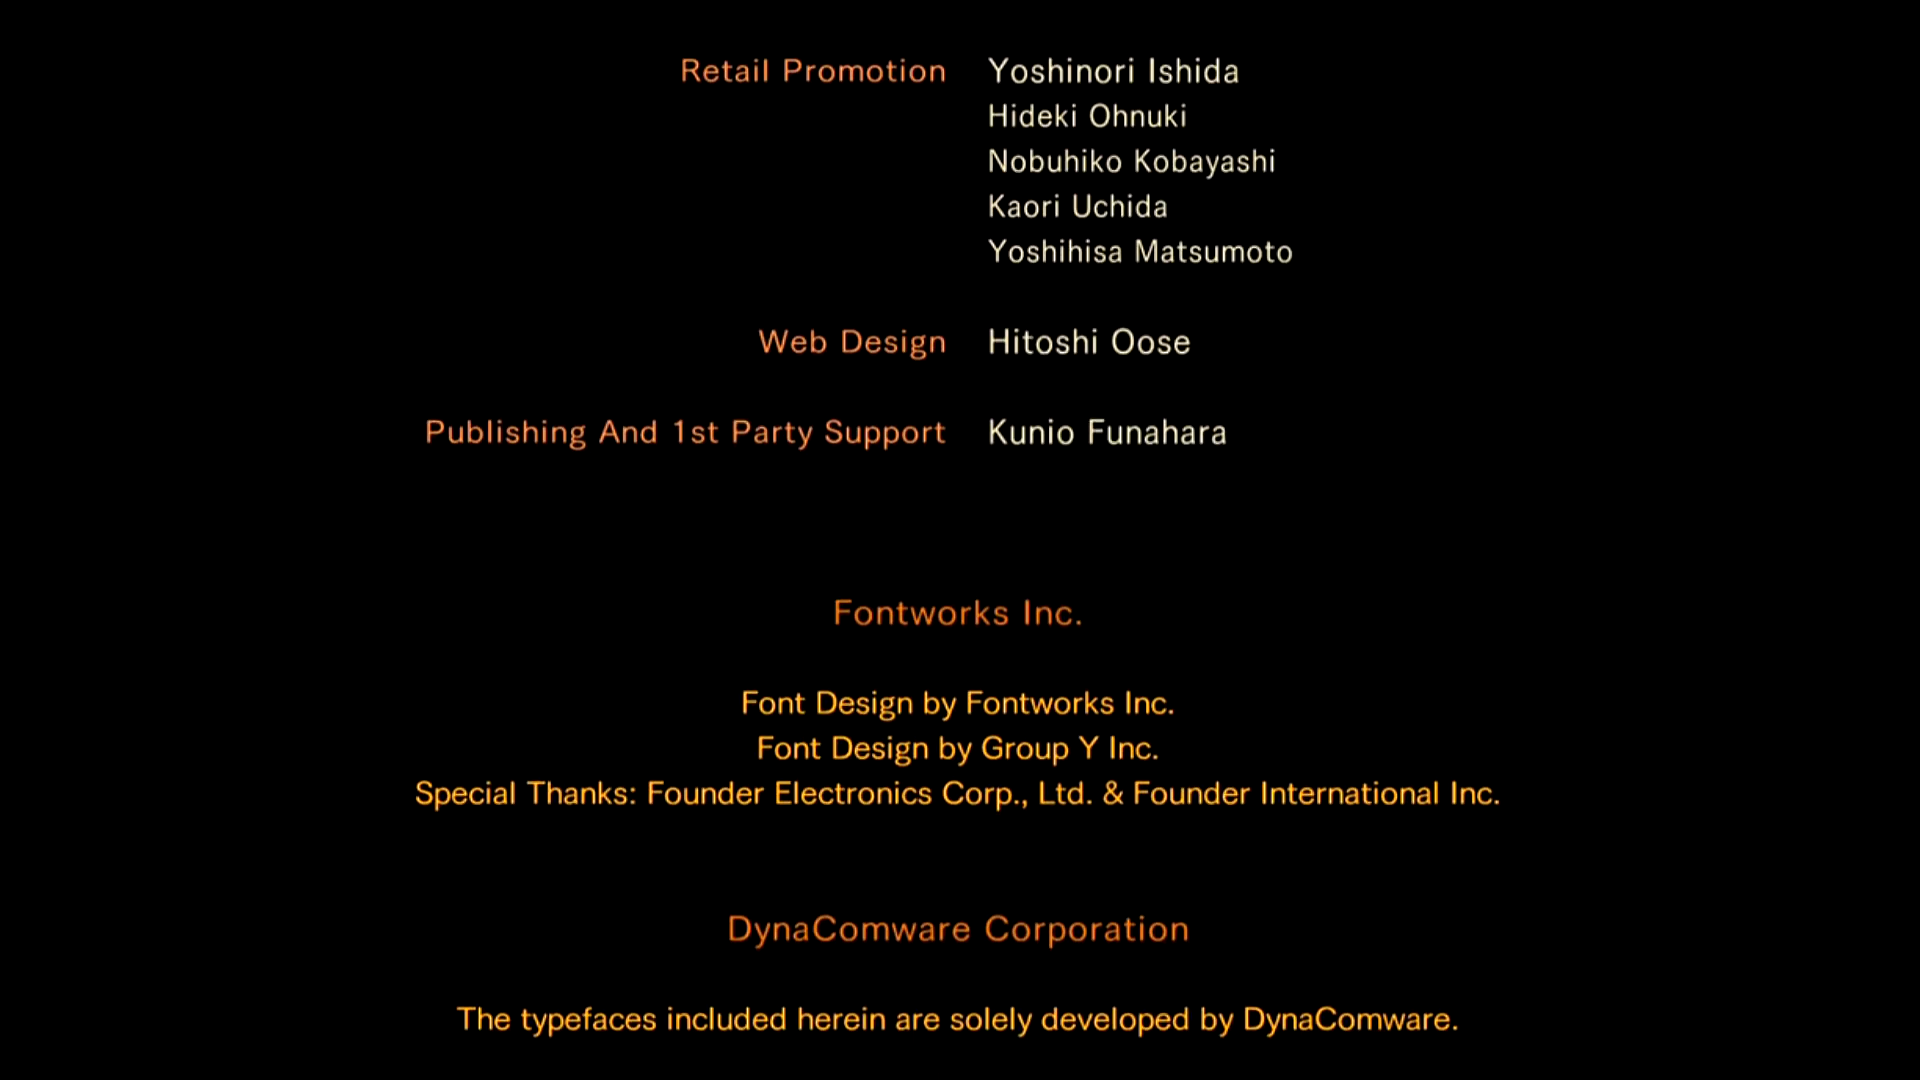 Retail Promotion Yoshinori Ishida
Hideki Ohnuki
Nobuhiko Kobayashi
Kaori Uchida
Yoshihisa Matsumoto
Web Design Hitoshi Oose
Publishing And 1st Party Support Kunio Funahara
Fontworks Inc.
Font Design by Fontworks Inc.
Font Design by Group Y Inc.
Special Thanks: Founder Electronics Corp., Ltd. & Founder International Inc.
DynaComware Corporation
The typefaces included herein are solely developed by DynaComware.